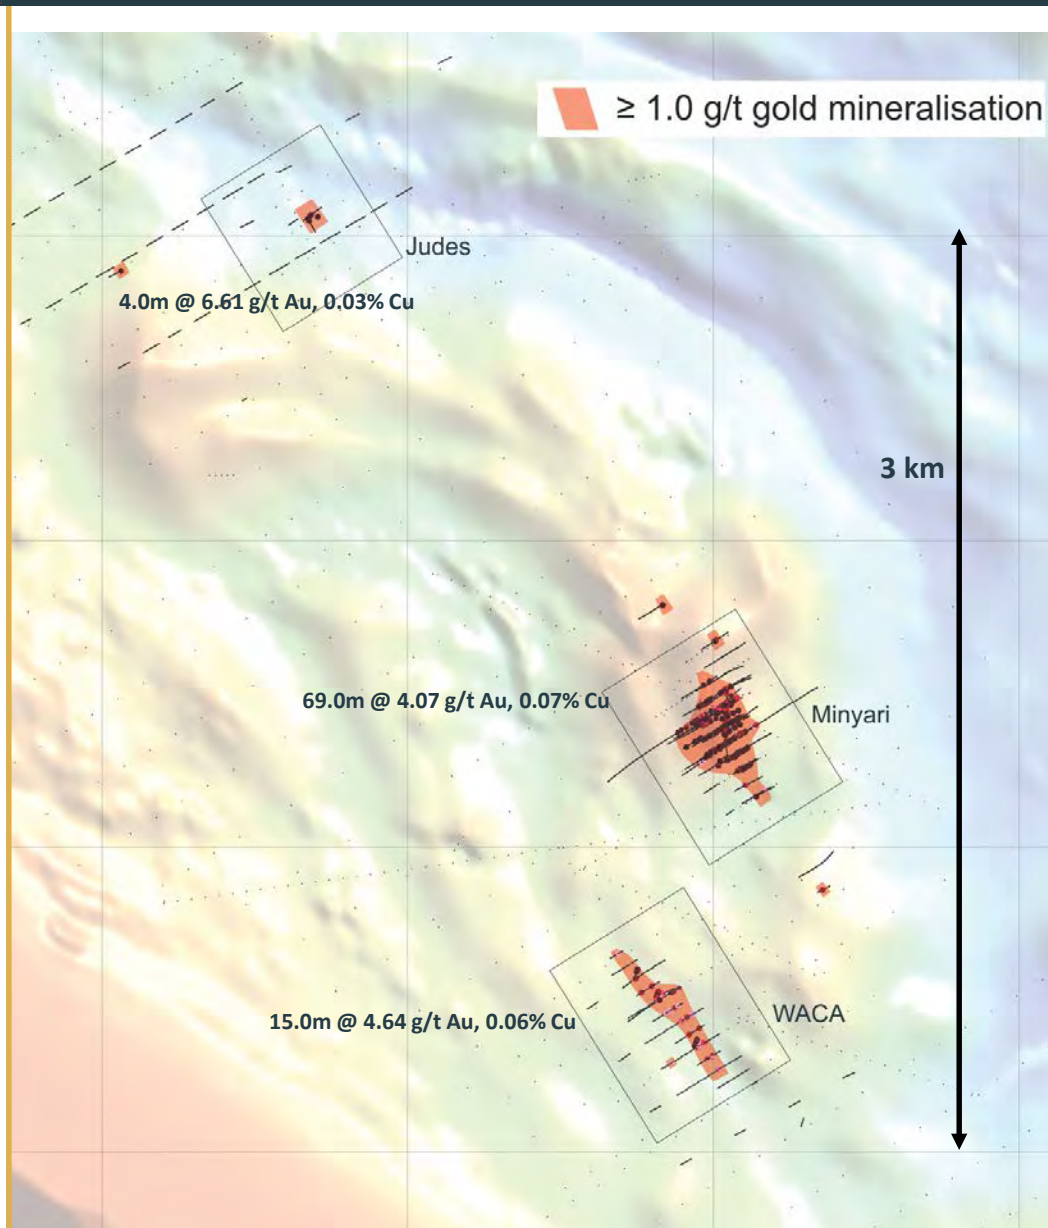 ≥ 1.0 g/t gold mineralisation
Judes
4.0m @ 6.61 g/t Au, 0.03% Cu
3 km
69.0m @ 4.07 g/t Au, 0.07% Cu
Minyari
15.0m @ 4.64 g/t Au, 0.06% Cu
WACA